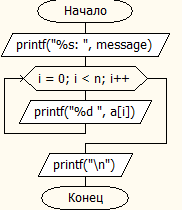 Начало
printf("%s: ", message)
i = 0; i < n; i++
printf("%d ", a[i])
printf("\n")
Конец